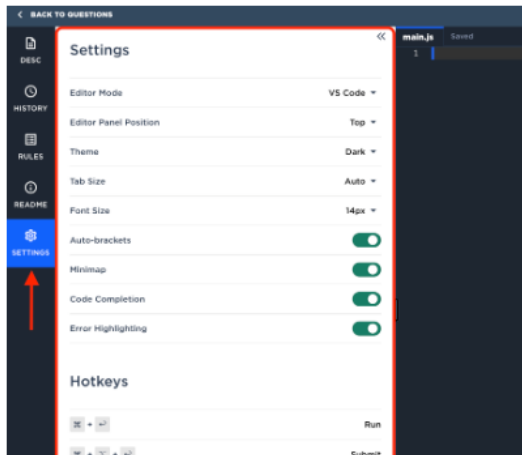 BACK TO QUESTIONS
DESC
HISTORY
RULES
README
SETTINGS
Settings
Editor Mode VS Code
Editor Panel Position Top
Theme Dark
Tab Size Auto
Font Size 14px
Auto-brackets
Minimap
Code Completion
Error Highlighting
Hotkeys
⌘ + ⏎ Run
⌘ + ⌥ + ⏎ Submit
main.js Saved
1